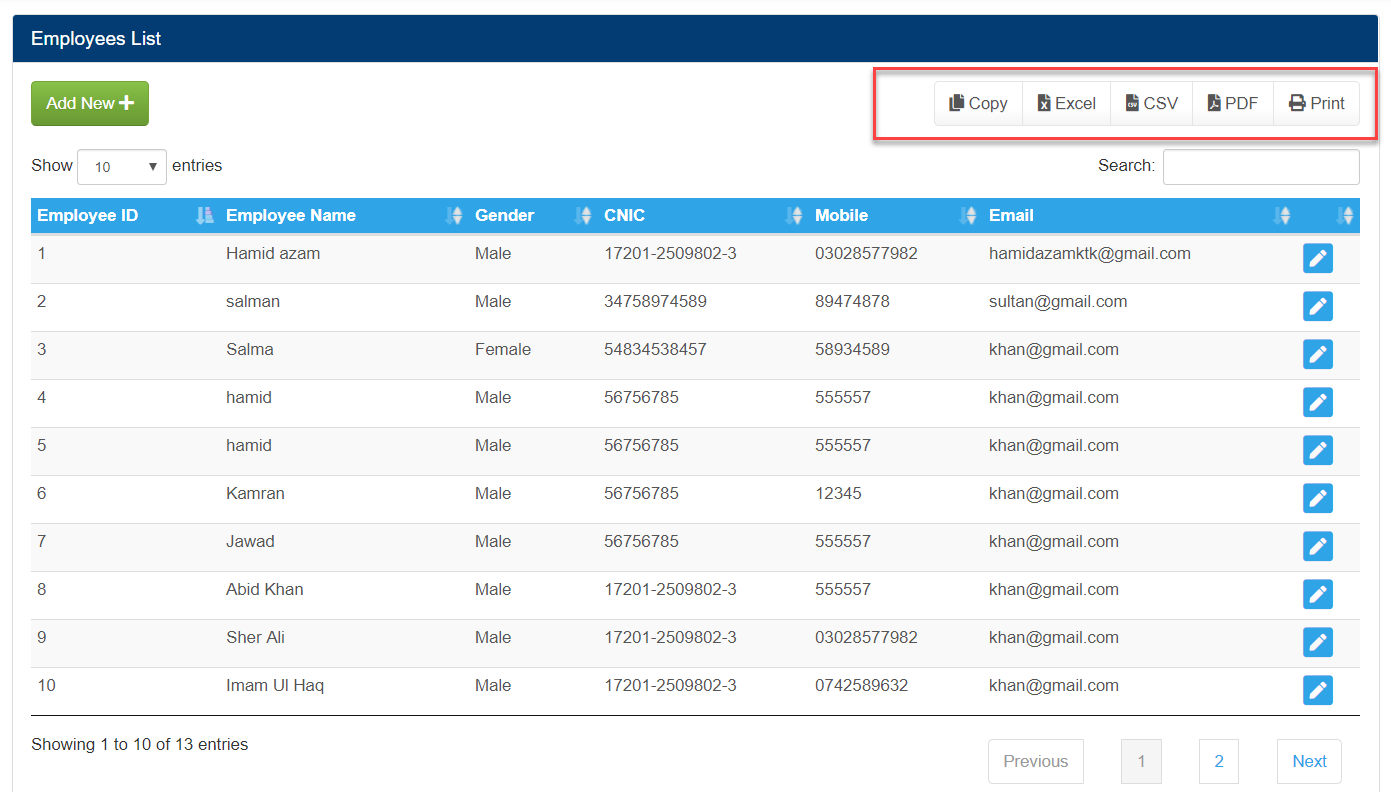 Employees List
Add New
Copy Excel CSV PDF Print
Show 10 entries Search:
Employee ID Employee Name Gender CNIC Mobile Email
1 Hamid azam Male 17201-2509802-3 03028577982 hamidazamktk@gmail.com
2 salman Male 34758974589 89474878 sultan@gmail.com
3 Salma Female 54834538457 58934589 khan@gmail.com
4 hamid Male 56756785 555557 khan@gmail.com
5 hamid Male 56756785 555557 khan@gmail.com
6 Kamran Male 56756785 12345 khan@gmail.com
7 Jawad Male 56756785 555557 khan@gmail.com
8 Abid Khan Male 17201-2509802-3 555557 khan@gmail.com
9 Sher Ali Male 17201-2509802-3 03028577982 khan@gmail.com
10 Imam Ul Haq Male 17201-2509802-3 0742589632 khan@gmail.com
Showing 1 to 10 of 13 entries
Previous 1 2 Next